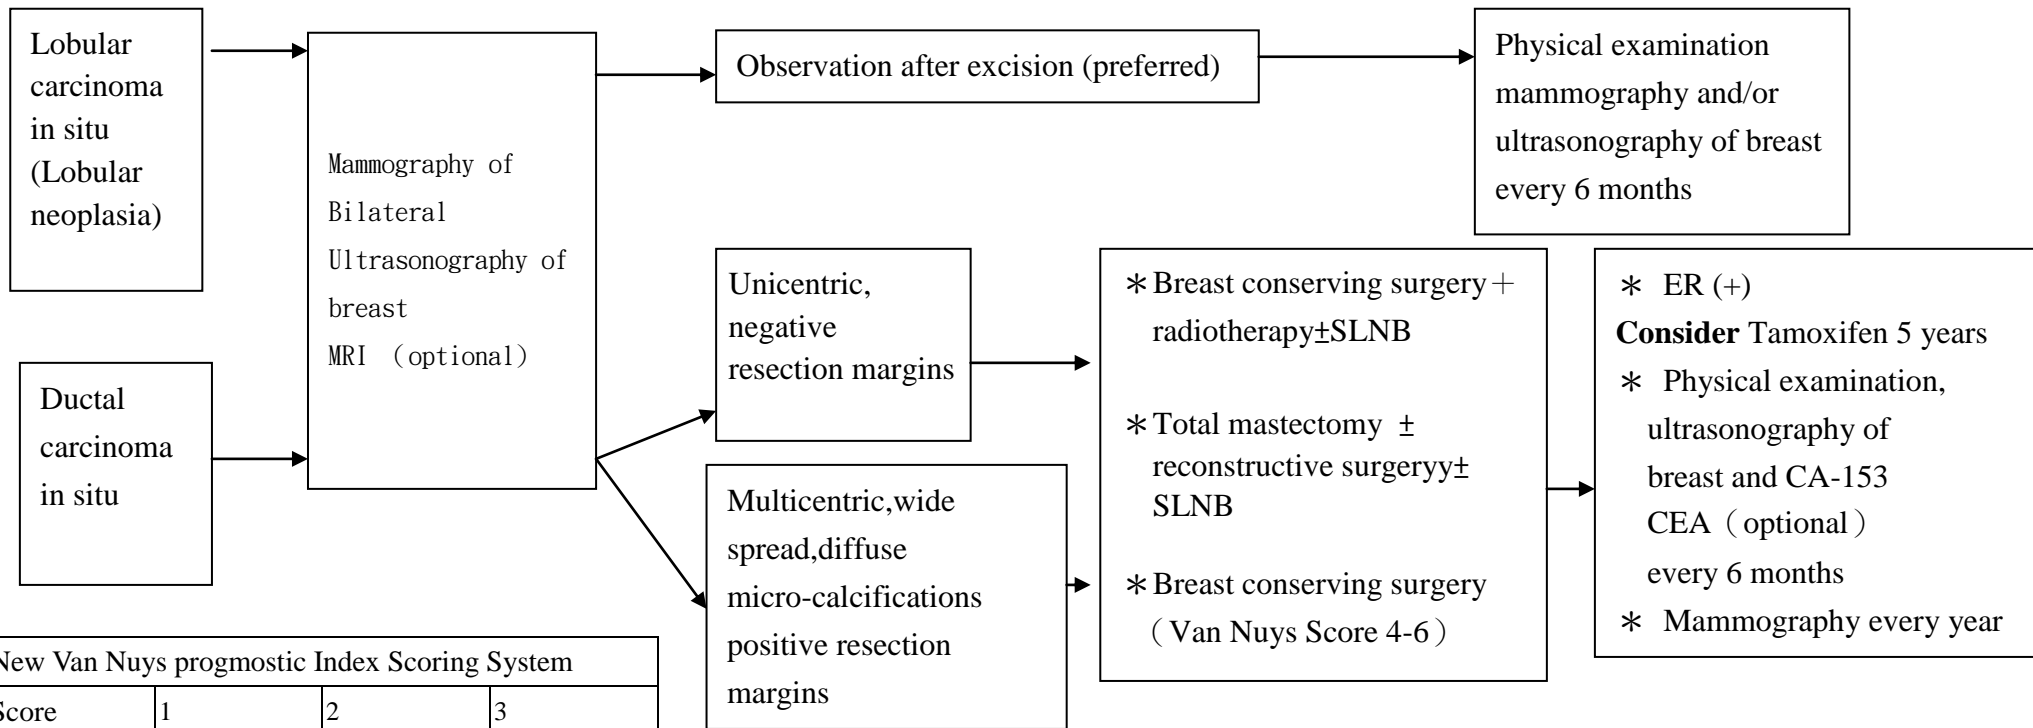 Lobular
carcinoma
in situ
(Lobular
neoplasia)
Ductal
carcinoma
in situ
Mammography of
Bilateral
Ultrasonography of
breast
MRI （optional）
Observation after excision (preferred)
Physical examination
mammography and/or
ultrasonography of breast
every 6 months
Unicentric,
negative
resection margins
Multicentric,wide
spread,diffuse
micro-calcifications
positive resection
margins
＊Breast conserving surgery＋
radiotherapy±SLNB
＊Total mastectomy ±
reconstructive surgeryy±
SLNB
＊Breast conserving surgery
（Van Nuys Score 4-6）
＊ ER (+)
Consider Tamoxifen 5 years
＊ Physical examination,
ultrasonography of
breast and CA-153
CEA（optional）
every 6 months
＊ Mammography every year
New Van Nuys progmostic Index Scoring System
Score 1 2 3